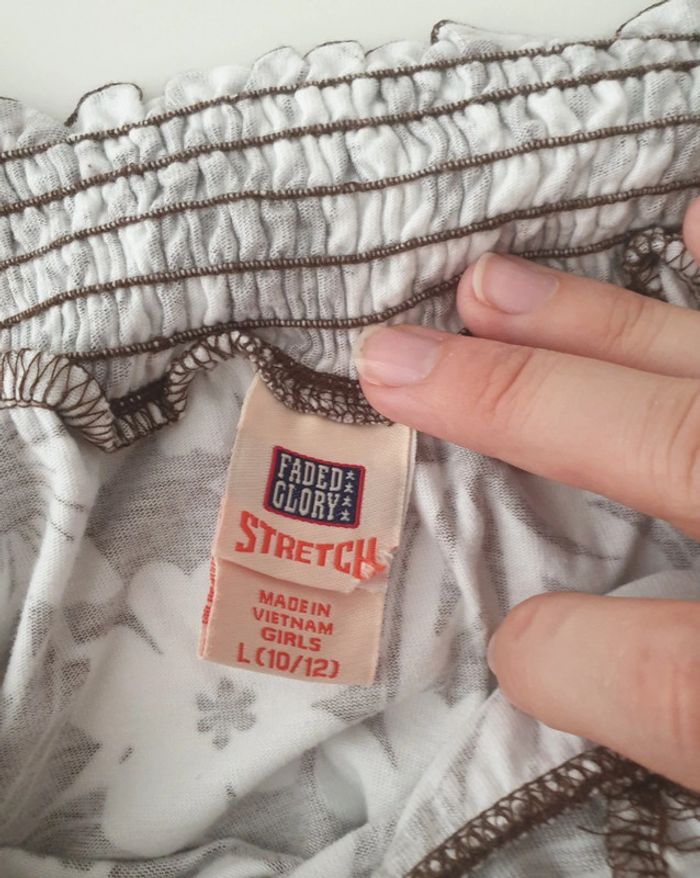 FADED
GLORY
STRETCH
MADE IN
VIETNAM
GIRLS
L (10/12)